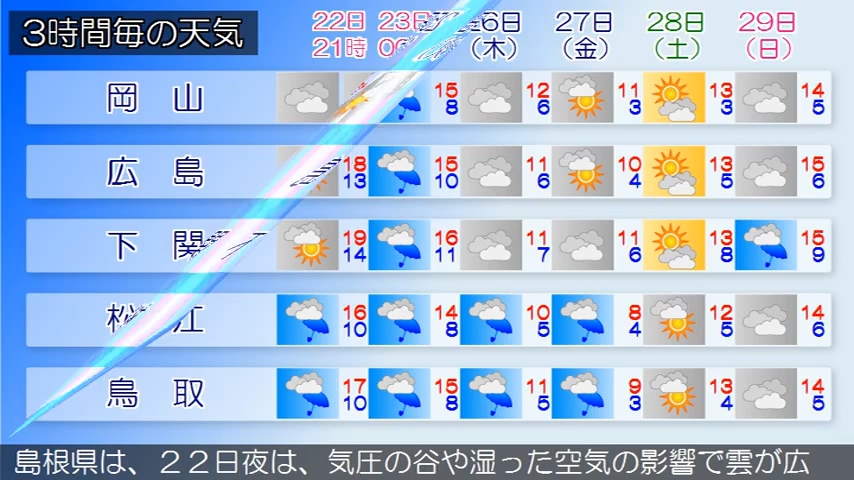 3時間毎の天気
22日 23日 6日 27日 28日 29日
21時 (木) (金) (土) (日)
岡 山 15 8 12 6 11 3 13 3 14 5
広 島 18 13 15 10 11 6 10 4 13 5 15 6
下 関 19 14 16 11 11 7 11 6 13 8 15 9
松 江 16 10 14 8 10 5 8 4 12 5 14 6
鳥 取 17 10 15 8 11 5 9 3 13 4 14 5
島根県は、２２日夜は、気圧の谷や湿った空気の影響で雲が広